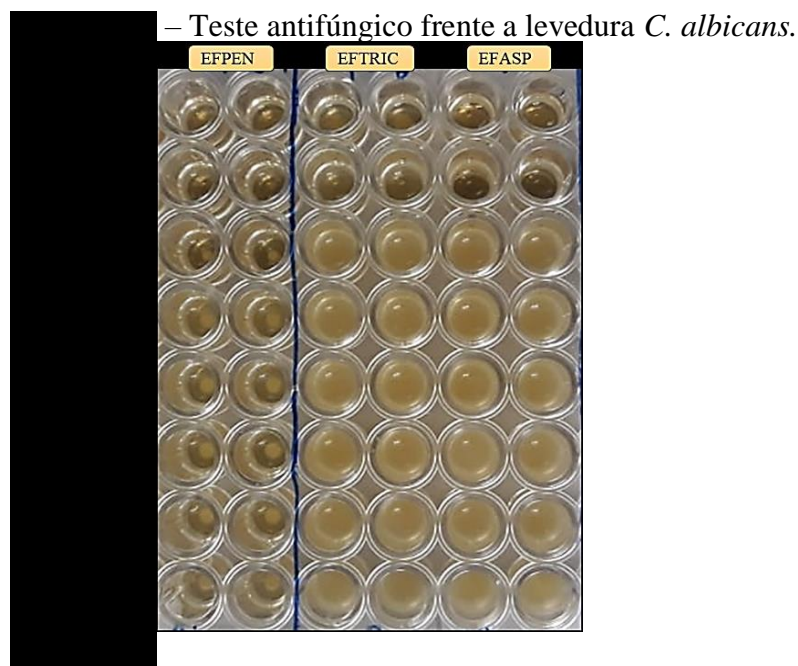 – Teste antifúngico frente a levedura C. albicans.
EFPEN EFTRIC EFASP